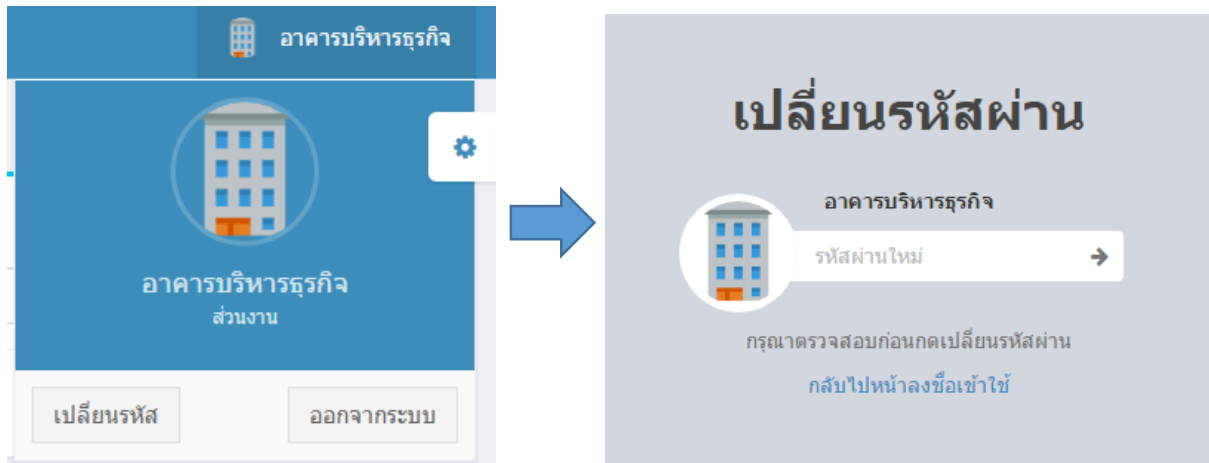 อาคารบริหารธุรกิจ
อาคารบริหารธุรกิจ
ส่วนงาน
เปลี่ยนรหัส
ออกจากระบบ
เปลี่ยนรหัสผ่าน
อาคารบริหารธุรกิจ
รหัสผ่านใหม่
กรุณาตรวจสอบก่อนกดเปลี่ยนรหัสผ่าน
กลับไปหน้าลงชื่อเข้าใช้